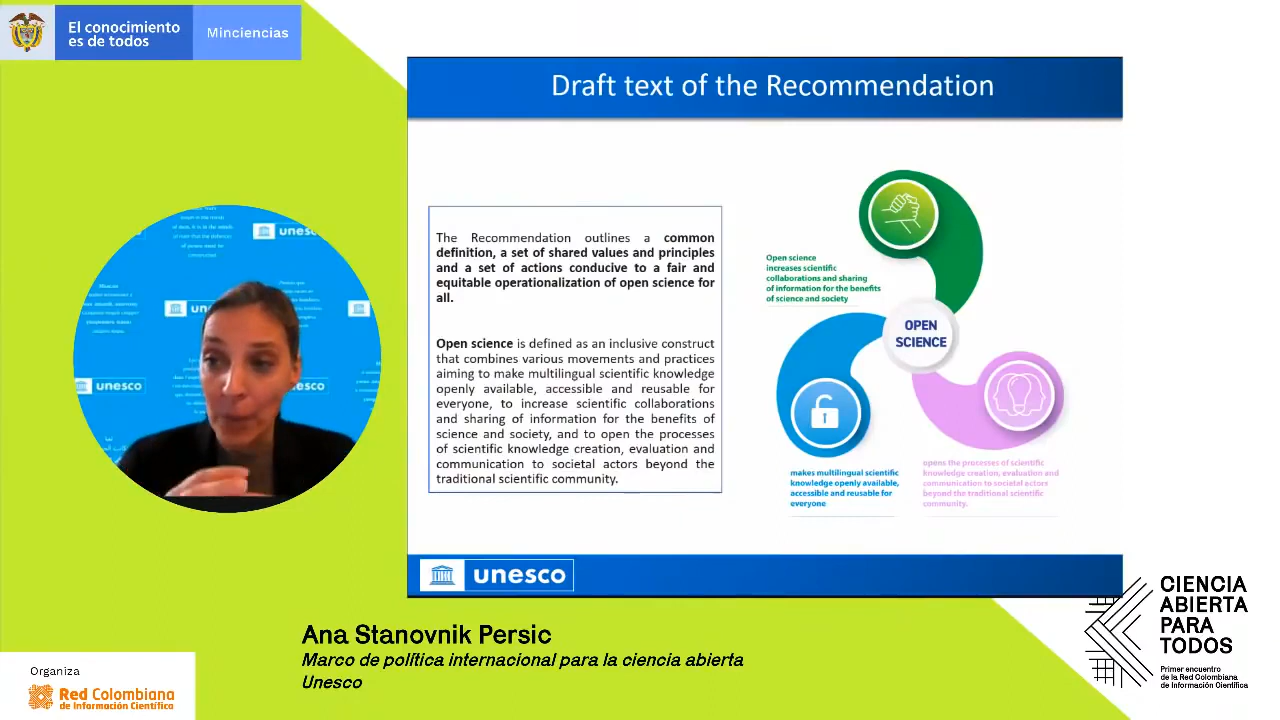 El conocimiento
es de todos
Minciencias
Draft text of the Recommendation
The Recommendation outlines a common
definition, a set of shared values and principles
and a set of actions conducive to a fair and
equitable operationalization of open science for
all.
Open science is defined as an inclusive construct
that combines various movements and practices
aiming to make multilingual scientific knowledge
openly available, accessible and reusable for
everyone, to increase scientific collaborations
and sharing of information for the benefits of
science and society, and to open the processes
of scientific knowledge creation, evaluation and
communication to societal actors beyond the
traditional scientific community.
Open science
increases scientific
collaborations and sharing
of information for the benefits
of science and society
OPEN
SCIENCE
makes multilingual scientific
knowledge openly available,
accessible and reusable for
everyone
opens the processes of scientific
knowledge creation, evaluation and
communication to societal actors
beyond the traditional scientific
community.
unesco
unesco
Ana Stanovnik Persic
Marco de política internacional para la ciencia abierta
Unesco
Organiza
Red Colombiana
de Información Científica
CIENCIA
ABIERTA
PARA
TODOS
Primer encuentro
de la Red Colombiana
de Información Científica